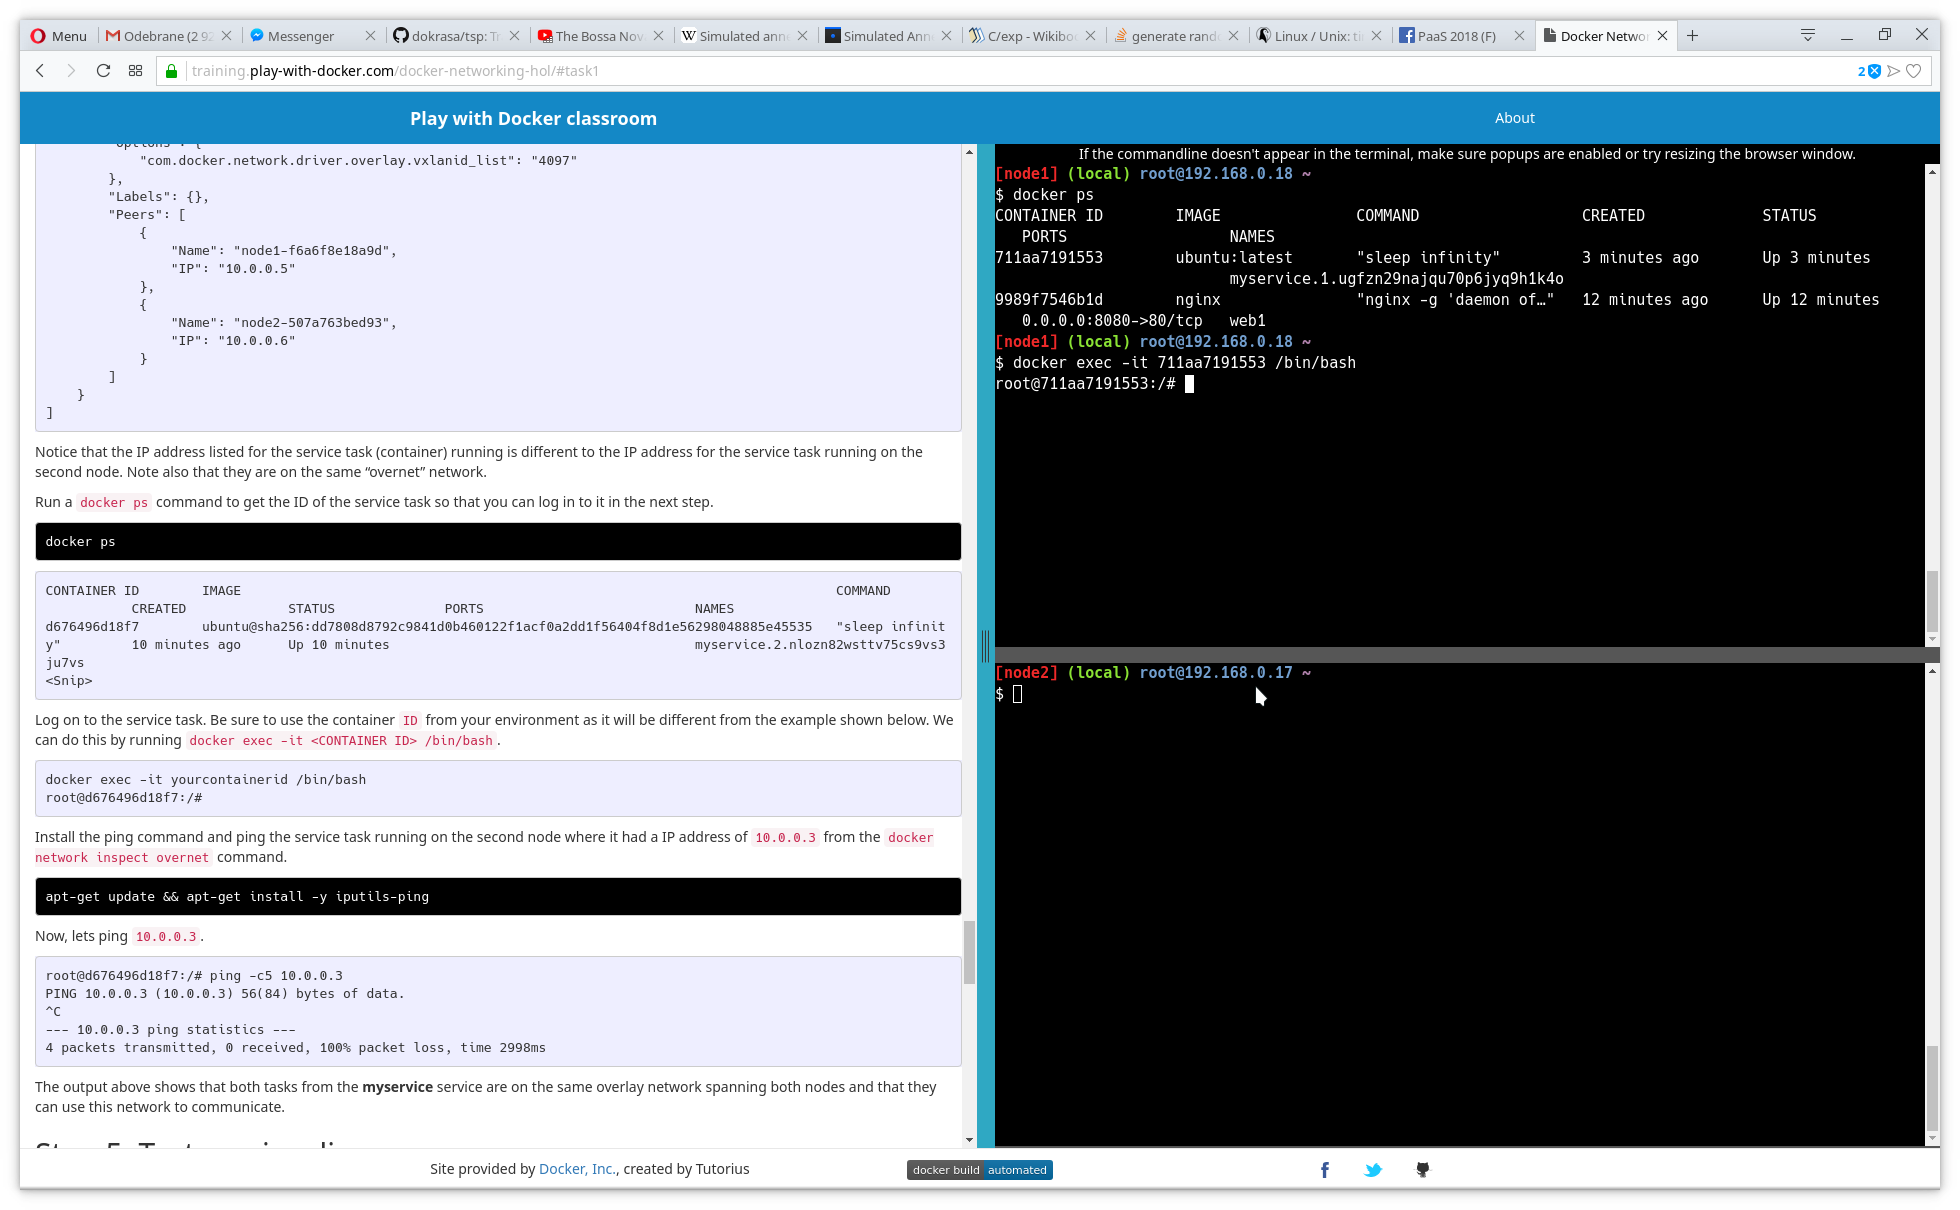 Menu
Odebrane (2 92
Messenger
dokrasa/tsp: Tr
The Bossa Nov
Simulated anne
Simulated Anne
C/exp - Wikiboo
generate rando
Linux / Unix: ti
PaaS 2018 (F)
Docker Networ
training.play-with-docker.com/docker-networking-hol/#task1
2
Play with Docker classroom
About
"Options": {
"com.docker.network.driver.overlay.vxlanid_list": "4097"
},
"Labels": {},
"Peers": [
{
"Name": "node1-f6a6f8e18a9d",
"IP": "10.0.0.5"
},
{
"Name": "node2-507a763bed93",
"IP": "10.0.0.6"
}
]
}
]
Notice that the IP address listed for the service task (container) running is different to the IP address for the service task running on the
second node. Note also that they are on the same “overnet” network.
Run a docker ps command to get the ID of the service task so that you can log in to it in the next step.
docker ps
CONTAINER ID IMAGE COMMAND
CREATED STATUS PORTS NAMES
d676496d18f7 ubuntu@sha256:dd7808d8792c9841d0b460122f1acf0a2dd1f56404f8d1e56298048885e45535 "sleep infinit
y" 10 minutes ago Up 10 minutes myservice.2.nlozn82wsttv75cs9vs3
ju7vs
<Snip>
Log on to the service task. Be sure to use the container ID from your environment as it will be different from the example shown below. We
can do this by running docker exec -it <CONTAINER ID> /bin/bash.
docker exec -it yourcontainerid /bin/bash
root@d676496d18f7:/#
Install the ping command and ping the service task running on the second node where it had a IP address of 10.0.0.3 from the docker
network inspect overnet command.
apt-get update && apt-get install -y iputils-ping
Now, lets ping 10.0.0.3.
root@d676496d18f7:/# ping -c5 10.0.0.3
PING 10.0.0.3 (10.0.0.3) 56(84) bytes of data.
^C
--- 10.0.0.3 ping statistics ---
4 packets transmitted, 0 received, 100% packet loss, time 2998ms
The output above shows that both tasks from the myservice service are on the same overlay network spanning both nodes and that they
can use this network to communicate.
If the commandline doesn't appear in the terminal, make sure popups are enabled or try resizing the browser window.
[node1] (local) root@192.168.0.18 ~
$ docker ps
CONTAINER ID IMAGE COMMAND CREATED STATUS
PORTS NAMES
711aa7191553 ubuntu:latest "sleep infinity" 3 minutes ago Up 3 minutes
myservice.1.ugfzn29najqu70p6jyq9h1k4o
9989f7546b1d nginx "nginx -g 'daemon of…" 12 minutes ago Up 12 minutes
0.0.0.0:8080->80/tcp web1
[node1] (local) root@192.168.0.18 ~
$ docker exec -it 711aa7191553 /bin/bash
root@711aa7191553:/#
[node2] (local) root@192.168.0.17 ~
$
Site provided by Docker, Inc., created by Tutorius
docker build automated